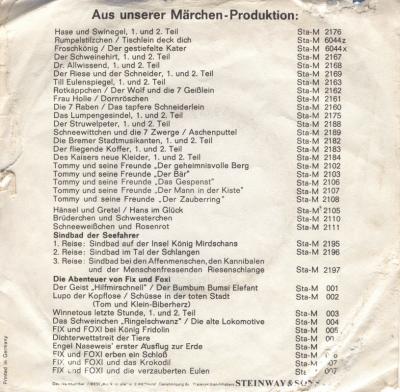 Aus unserer Märchen-Produktion:
Hase und Swinegel, 1. und 2. Teil Sta-M 2176
Rumpelstilzchen / Tischlein deck dich Sta-M 6044z
Froschkönig / Der gestiefelte Kater Sta-M 6044x
Der Schweinehirt, 1. und 2. Teil Sta-M 2167
Dr. Allwissend, 1. und 2. Teil Sta-M 2168
Der Riese und der Schneider, 1. und 2. Teil Sta-M 2169
Till Eulenspiegel, 1. und 2. Teil Sta-M 2163
Rotkäppchen / Der Wolf und die 7 Geißlein Sta-M 2162
Frau Holle / Dornröschen Sta-M 2161
Die 7 Raben / Das tapfere Schneiderlein Sta-M 2160
Das Lumpengesindel, 1. und 2. Teil Sta-M 2175
Der Struwelpeter, 1. und 2. Teil Sta-M 2188
Schneewittchen und die 7 Zwerge / Aschenputtel Sta-M 2189
Die Bremer Stadtmusikanten, 1. und 2. Teil Sta-M 2182
Der fliegende Koffer, 1. und 2. Teil Sta-M 2183
Des Kaisers neue Kleider, 1. und 2. Teil Sta-M 2184
Tommy und seine Freunde „Der geheimnisvolle Berg Sta-M 2102
Tommy und seine Freunde „Der Bär" Sta-M 2103
Tommy und seine Freunde „Das Gespenst" Sta-M 2106
Tommy und seine Freunde „Der Mann in der Kiste" Sta-M 2107
Tommy und seine Freunde „Der Zauberring" Sta-M 2108
Hänsel und Gretel / Hans im Glück Sta-M 2105
Brüderchen und Schwesterchen Sta-M 2110
Schneeweißchen und Rosenrot Sta-M 2111
Sindbad der Seefahrer
1. Reise: Sindbad auf der Insel König Mirdschans Sta-M 2195
2. Reise: Sindbad im Tal der Schlangen Sta-M 2196
3. Reise: Sindbad bei den Affenmenschen, den Kannibalen
und der Menschenfressenden Riesenschlange Sta-M 2197
Die Abenteuer von Fix und Foxi
Der Geist „Hilfmirschnell" / Der Bumbum Bumsi Elefant Sta-M 001
Lupo der Kopflose / Schüsse in der toten Stadt Sta-M 002
(Tom und Klein-Biberherz)
Winnetous letzte Stunde, 1. und 2. Teil Sta-M 003
Das Schweinchen „Ringelschwanz" / Die alte Lokomotive Sta-M 004
FIX und FOXI bei König Fridolin Sta-M 005
Dichterwettstreit der Tiere Sta-M
Engel Naseweis' erster Ausflug zur Erde Sta-M
FIX und FOXI erben ein Schloß Sta-M
FIX und FOXI und das Krokodil Sta-M
FIX und FOXI und die verzauberten Eulen Sta-M
STEINWAY &
Printed in Germany